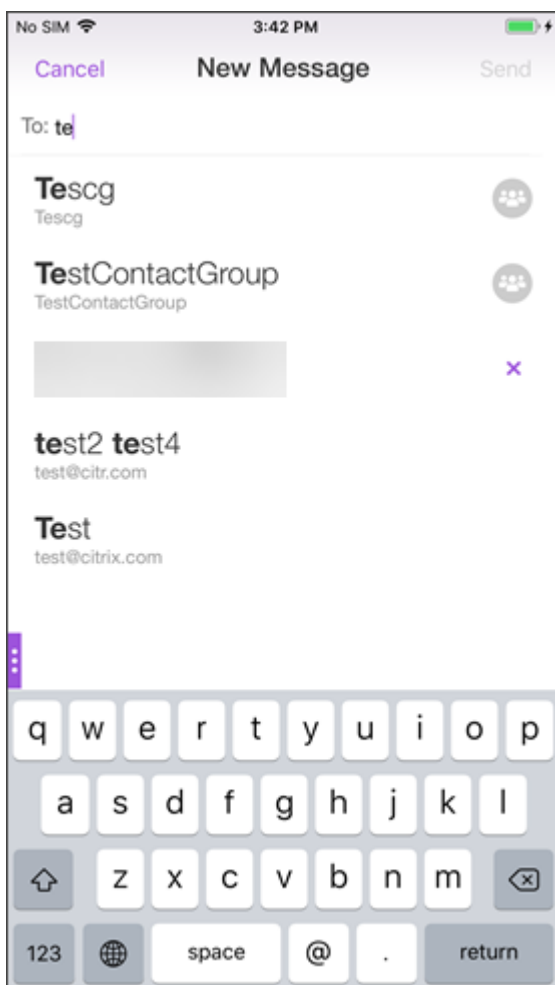 No SIM 3:42 PM
Cancel New Message Send
To: te
Tescg
Tescg
TestContactGroup
TestContactGroup
test2 test4
test@citr.com
Test
test@citrix.com
q w e r t y u i o p
a s d f g h j k l
z x c v b n m
123 space @ . return